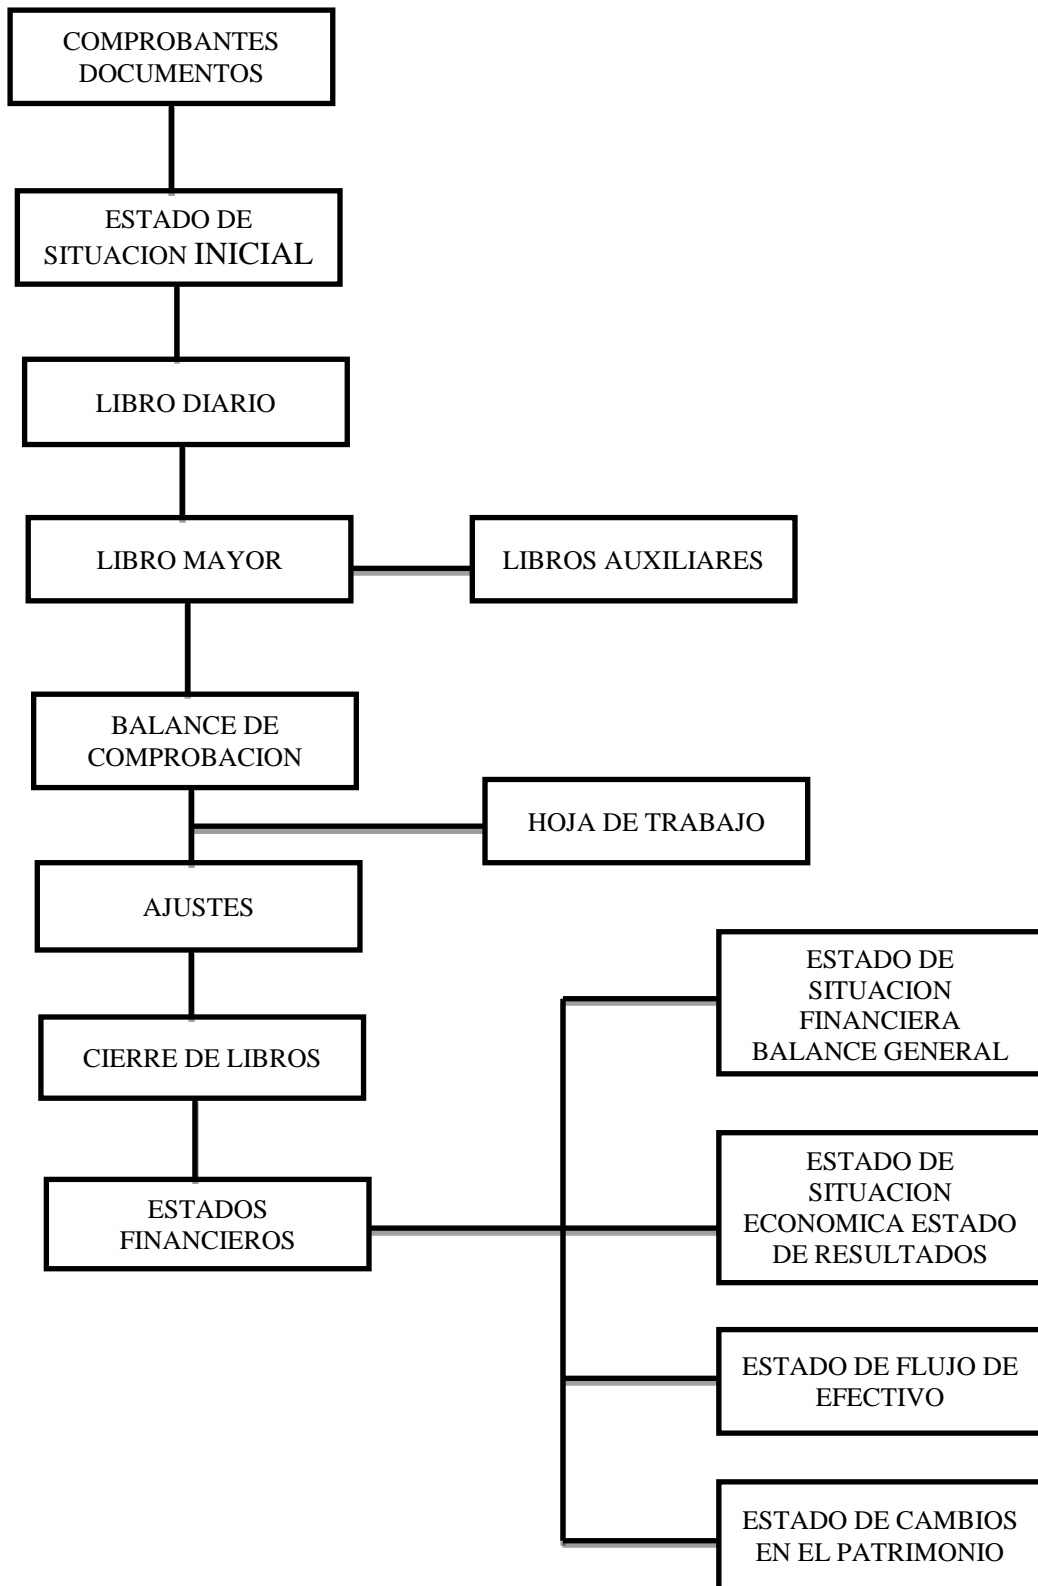 COMPROBANTES
DOCUMENTOS
ESTADO DE
SITUACION INICIAL
LIBRO DIARIO
LIBRO MAYOR
LIBROS AUXILIARES
BALANCE DE
COMPROBACION
HOJA DE TRABAJO
AJUSTES
CIERRE DE LIBROS
ESTADOS
FINANCIEROS
ESTADO DE
SITUACION
FINANCIERA
BALANCE GENERAL
ESTADO DE
SITUACION
ECONOMICA ESTADO
DE RESULTADOS
ESTADO DE FLUJO DE
EFECTIVO
ESTADO DE CAMBIOS
EN EL PATRIMONIO